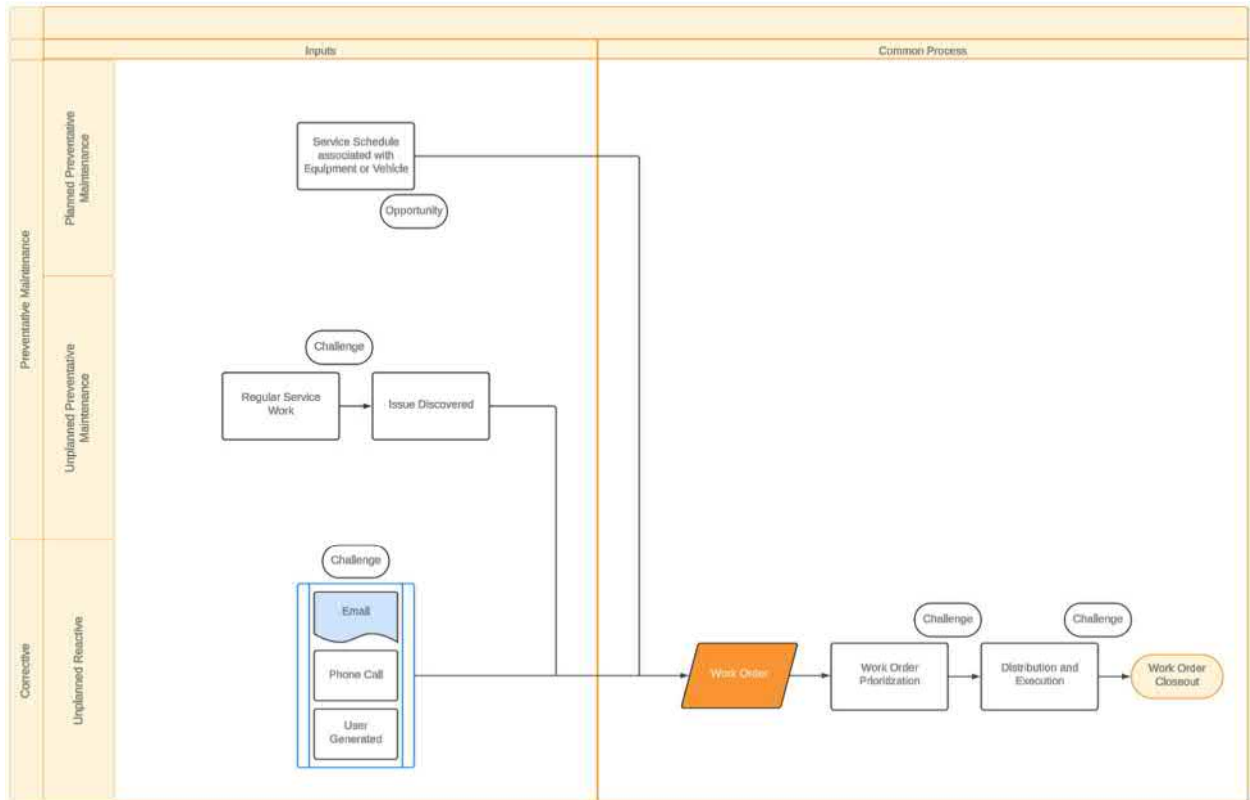 Inputs
Common Process
Preventative Maintenance
Planned Preventative
Maintenance
Service Schedule
associated with
Equipment or Vehicle
Opportunity
Unplanned Preventative
Maintenance
Challenge
Regular Service
Work
Issue Discovered
Corrective
Unplanned Reactive
Challenge
Email
Phone Call
User
Generated
Work Order
Challenge
Work Order
Prioritization
Challenge
Distribution and
Execution
Work Order
Closeout